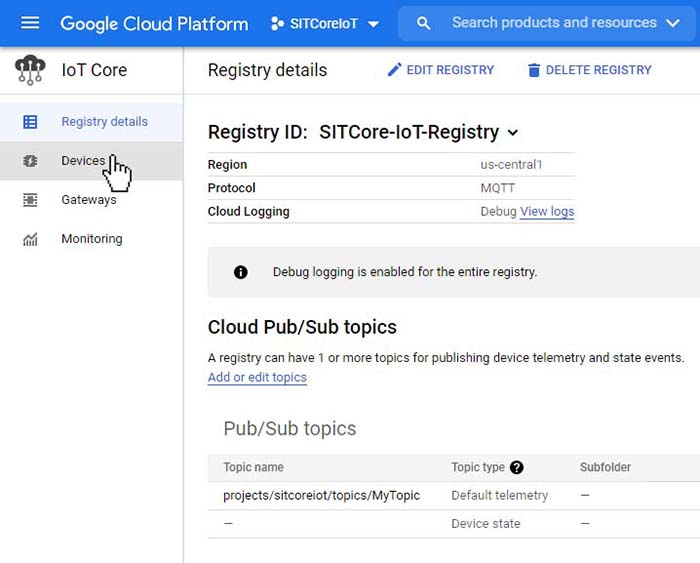 Google Cloud Platform SITCoreIoT Search products and resources
IoT Core
Registry details EDIT REGISTRY DELETE REGISTRY
Registry details
Devices
Gateways
Monitoring
Registry ID: SITCore-IoT-Registry
Region us-central1
Protocol MQTT
Cloud Logging Debug View logs
Debug logging is enabled for the entire registry.
Cloud Pub/Sub topics
A registry can have 1 or more topics for publishing device telemetry and state events.
Add or edit topics
Pub/Sub topics
Topic name Topic type ? Subfolder
projects/sitcoreiot/topics/MyTopic Default telemetry —
— Device state —